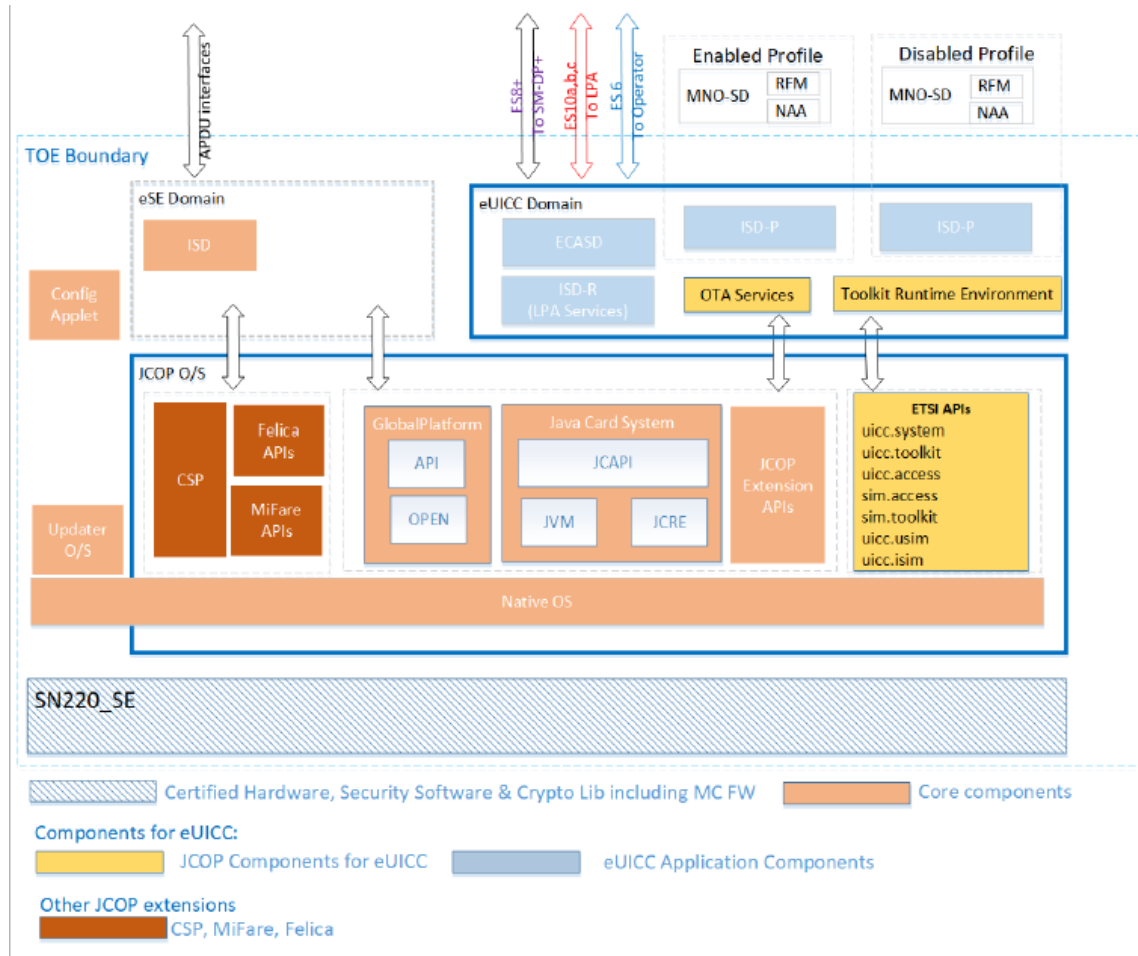 APDU interfaces
ES8+
To SM-DP+
ES10a,b,c
To LPA
ES 6
To Operator
Enabled Profile
MNO-SD
RFM
NAA
Disabled Profile
MNO-SD
RFM
NAA
TOE Boundary
eSE Domain
ISD
Config
Applet
eUICC Domain
ECASD
ISD-R
(LPA Services)
ISD-P
ISD-P
OTA Services
Toolkit Runtime Environment
JCOP O/S
CSP
Felica
APIs
MiFare
APIs
GlobalPlatform
API
OPEN
Java Card System
JCAPI
JVM
JCRE
JCOP
Extension
APIs
ETSI APIs
uicc.system
uicc.toolkit
uicc.access
sim.access
sim.toolkit
uicc.usim
uicc.isim
Updater
O/S
Native OS
SN220_SE
Certified Hardware, Security Software & Crypto Lib including MC FW
Core components
Components for eUICC:
JCOP Components for eUICC
eUICC Application Components
Other JCOP extensions
CSP, MiFare, Felica